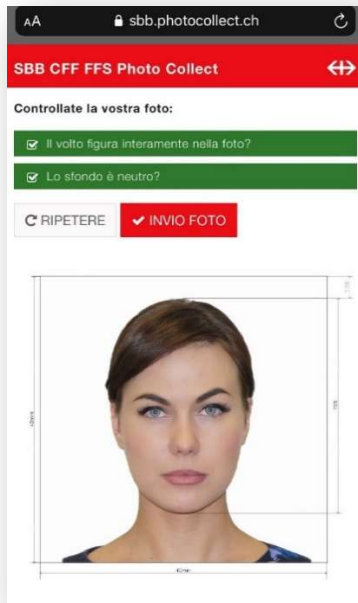 AA sbb.photocollect.ch
SBB CFF FFS Photo Collect
Controllate la vostra foto:
Il volto figura interamente nella foto?
Lo sfondo è neutro?
RIPETERE INVIO FOTO